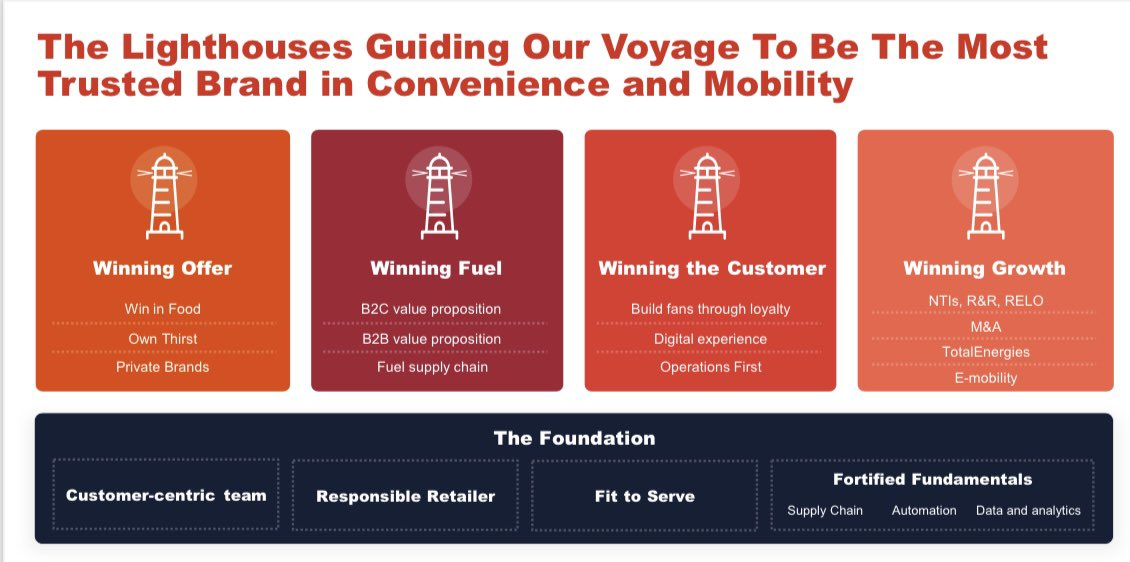 The Lighthouses Guiding Our Voyage To Be The Most
Trusted Brand in Convenience and Mobility
Winning Offer
Win in Food
Own Thirst
Private Brands
Winning Fuel
B2C value proposition
B2B value proposition
Fuel supply chain
Winning the Customer
Build fans through loyalty
Digital experience
Operations First
Winning Growth
NTIs, R&R, RELO
M&A
TotalEnergies
E-mobility
The Foundation
Customer-centric team
Responsible Retailer
Fit to Serve
Fortified Fundamentals
Supply Chain Automation Data and analytics